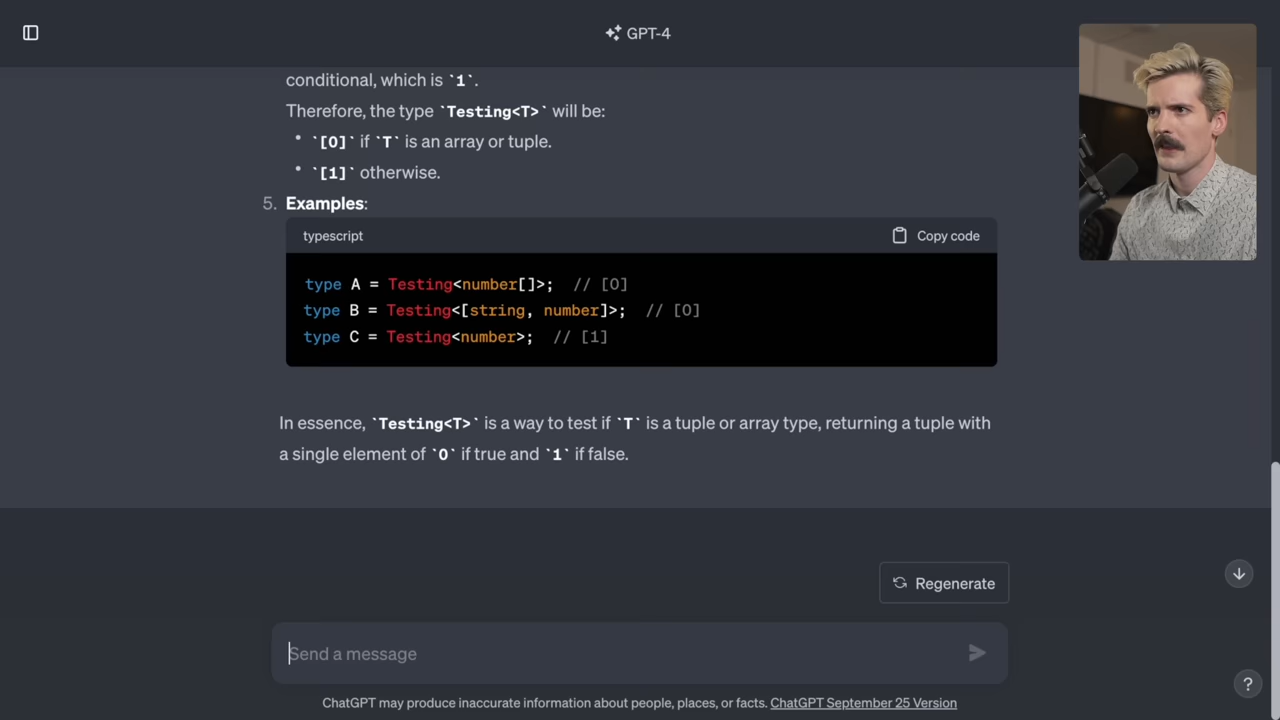 GPT-4
conditional, which is `1`.
Therefore, the type `Testing<T>` will be:
• `[0]` if `T` is an array or tuple.
• `[1]` otherwise.
5. Examples:
typescript
Copy code
type A = Testing<number[]>;  // [0]
type B = Testing<[string, number]>;  // [0]
type C = Testing<number>;  // [1]
In essence, `Testing<T>` is a way to test if `T` is a tuple or array type, returning a tuple with
a single element of `0` if true and `1` if false.
Regenerate
Send a message
ChatGPT may produce inaccurate information about people, places, or facts. ChatGPT September 25 Version
?